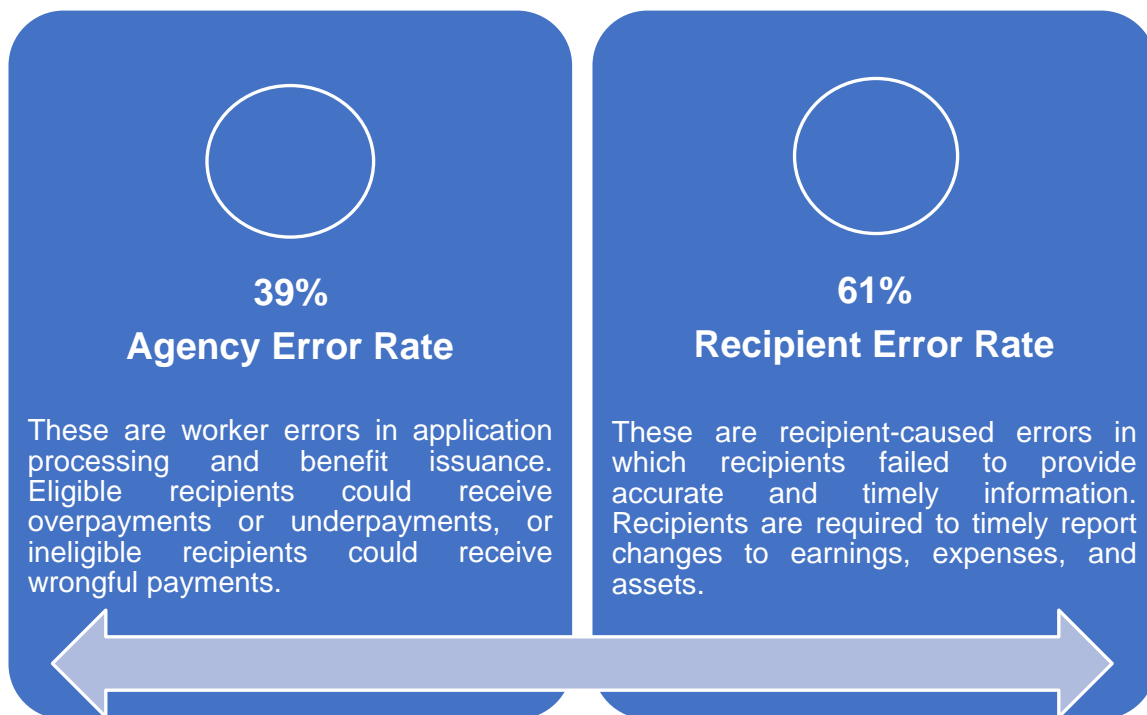 39%
Agency Error Rate
These are worker errors in application
processing and benefit issuance.
Eligible recipients could receive
overpayments or underpayments, or
ineligible recipients could receive
wrongful payments.
61%
Recipient Error Rate
These are recipient-caused errors in
which recipients failed to provide
accurate and timely information.
Recipients are required to timely report
changes to earnings, expenses, and
assets.